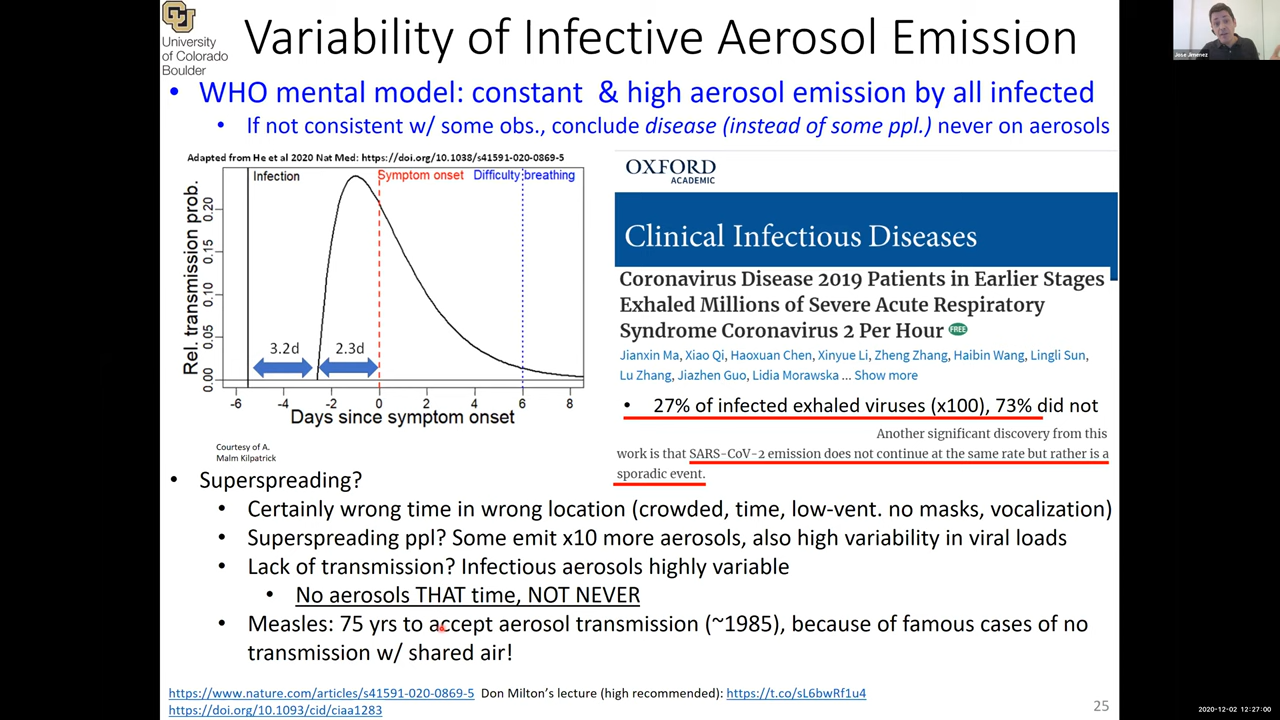 University
of Colorado
Boulder
Variability of Infective Aerosol Emission
Jose Jimenez
• WHO mental model: constant & high aerosol emission by all infected
• If not consistent w/ some obs., conclude disease (instead of some ppl.) never on aerosols
Adapted from He et al 2020 Nat Med: https://doi.org/10.1038/s41591-020-0869-5
Infection
Symptom onset
Difficulty breathing
Rel. transmission prob.
0.20
0.15
0.10
0.05
0.00
3.2d
2.3d
-6 -4 -2 0 2 4 6 8
Days since symptom onset
Courtesy of A.
Malm Kilpatrick
OXFORD
ACADEMIC
Clinical Infectious Diseases
Coronavirus Disease 2019 Patients in Earlier Stages
Exhaled Millions of Severe Acute Respiratory
Syndrome Coronavirus 2 Per Hour FREE
Jianxin Ma, Xiao Qi, Haoxuan Chen, Xinyue Li, Zheng Zhang, Haibin Wang, Lingli Sun,
Lu Zhang, Jiazhen Guo, Lidia Morawska ... Show more
• 27% of infected exhaled viruses (x100), 73% did not
Another significant discovery from this
work is that SARS-CoV-2 emission does not continue at the same rate but rather is a
sporadic event.
• Superspreading?
• Certainly wrong time in wrong location (crowded, time, low-vent. no masks, vocalization)
• Superspreading ppl? Some emit x10 more aerosols, also high variability in viral loads
• Lack of transmission? Infectious aerosols highly variable
• No aerosols THAT time, NOT NEVER
• Measles: 75 yrs to accept aerosol transmission (~1985), because of famous cases of no
transmission w/ shared air!
https://www.nature.com/articles/s41591-020-0869-5 Don Milton's lecture (high recommended): https://t.co/sL6bwRf1u4
https://doi.org/10.1093/cid/ciaa1283
25
2020-12-02 12:27:00